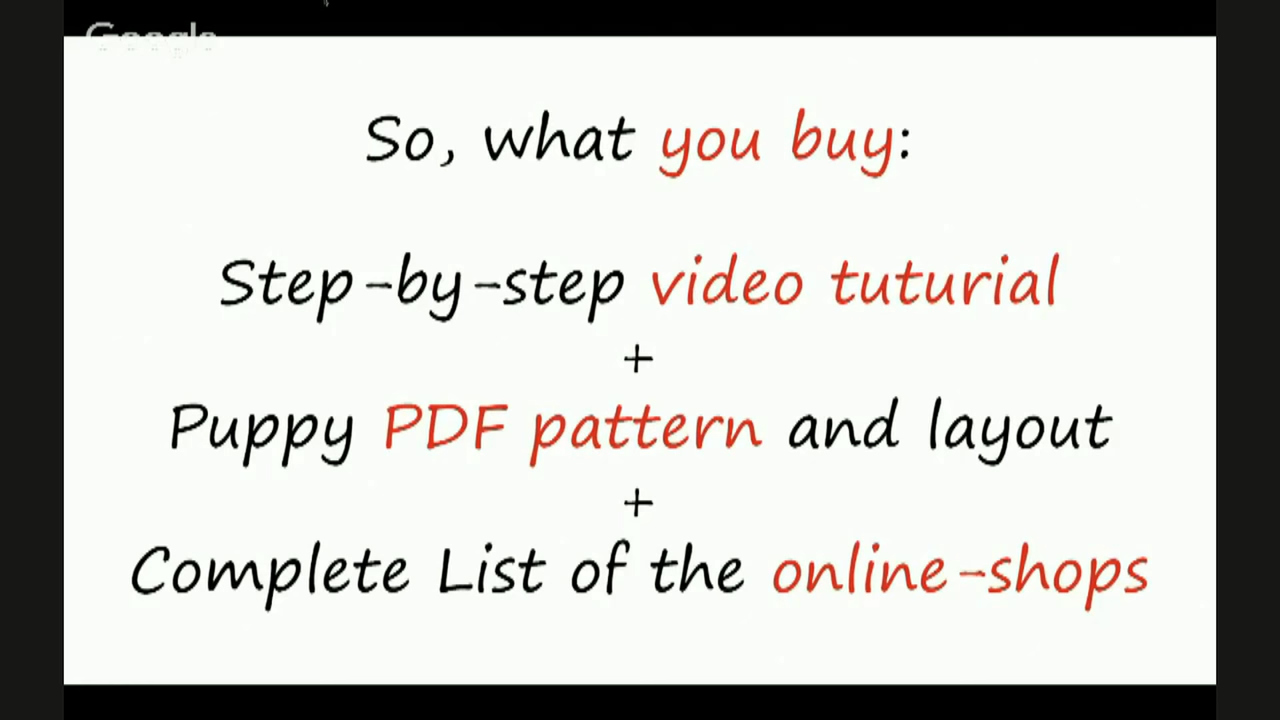 Google
So, what you buy:
Step-by-step video tuturial
+
Puppy PDF pattern and layout
+
Complete List of the online-shops